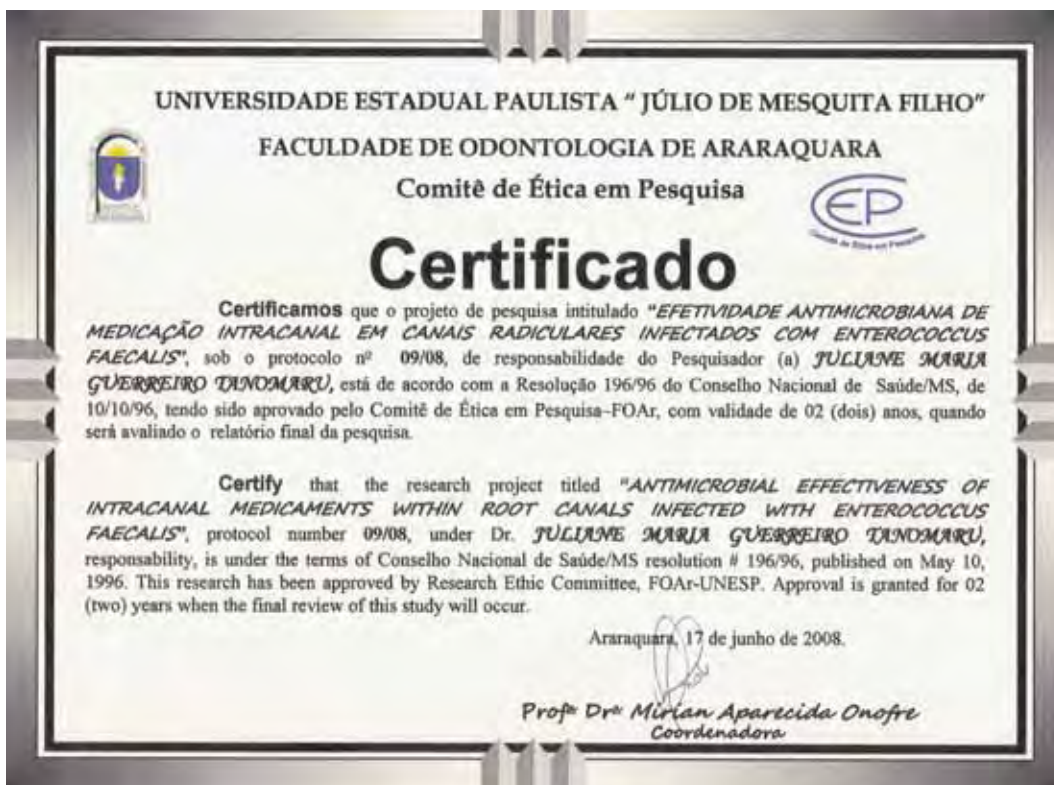 UNIVERSIDADE ESTADUAL PAULISTA “ JÚLIO DE MESQUITA FILHO”
FACULDADE DE ODONTOLOGIA DE ARARAQUARA
Comitê de Ética em Pesquisa
CEP
Comitê de Ética em Pesquisa
Certificado
Certificamos que o projeto de pesquisa intitulado "EFETIVIDADE ANTIMICROBIANA DE
MEDICAÇÃO INTRACANAL EM CANAIS RADICULARES INFECTADOS COM ENTEROCOCCUS
FAECALIS", sob o protocolo nº 09/08, de responsabilidade do Pesquisador (a) JULIANE MARIA
GUERREIRO TANOMARU, está de acordo com a Resolução 196/96 do Conselho Nacional de Saúde/MS, de
10/10/96, tendo sido aprovado pelo Comitê de Ética em Pesquisa–FOAr, com validade de 02 (dois) anos, quando
será avaliado o relatório final da pesquisa.
Certify that the research project titled "ANTIMICROBIAL EFFECTIVENESS OF
INTRACANAL MEDICAMENTS WITHIN ROOT CANALS INFECTED WITH ENTEROCOCCUS
FAECALIS", protocol number 09/08, under Dr. JULIANE MARIA GUERREIRO TANOMARU,
responsability, is under the terms of Conselho Nacional de Saúde/MS resolution # 196/96, published on May 10,
1996. This research has been approved by Research Ethic Committee, FOAr-UNESP. Approval is granted for 02
(two) years when the final review of this study will occur.
Araraquara, 17 de junho de 2008.
Profª Drª Mirian Aparecida Onofre
Coordenadora